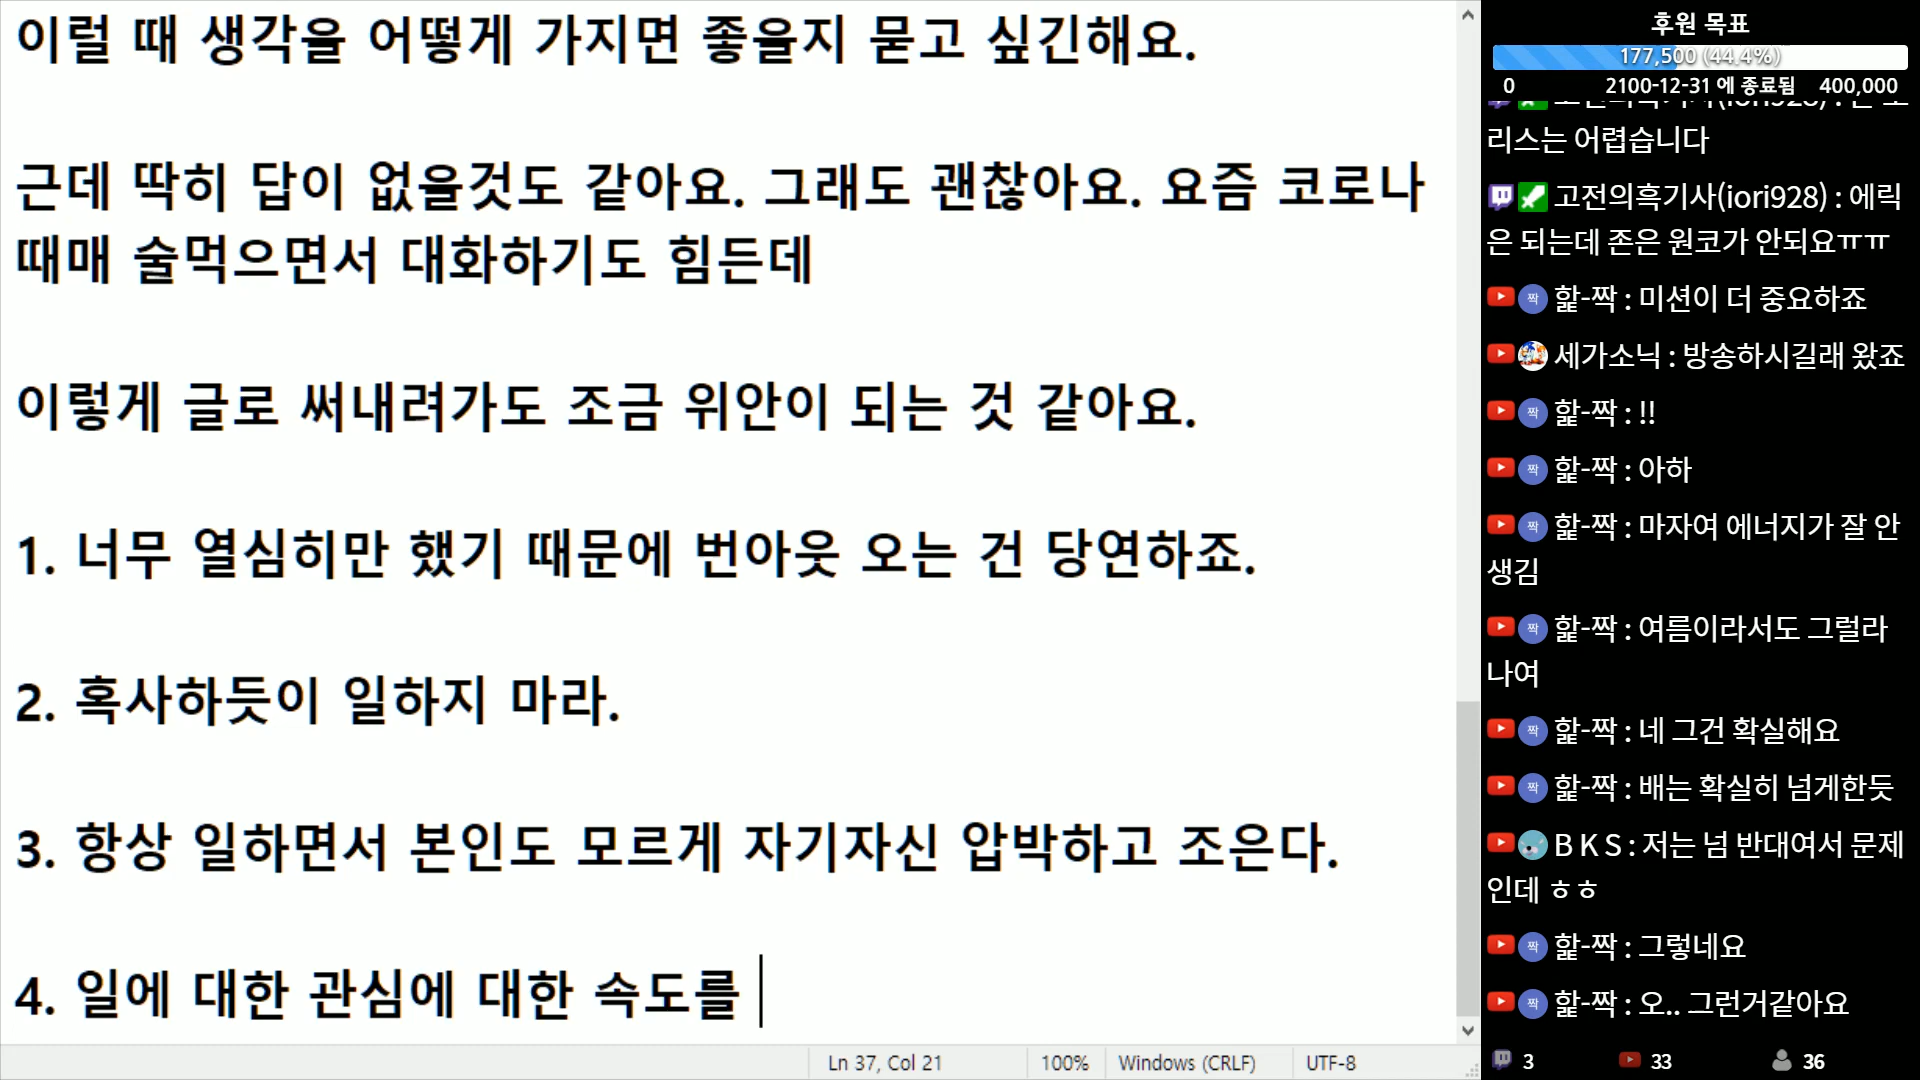 이럴 때 생각을 어떻게 가지면 좋을지 묻고 싶긴해요.
근데 딱히 답이 없을것도 같아요. 그래도 괜찮아요. 요즘 코로나
때매 술먹으면서 대화하기도 힘든데
이렇게 글로 써내려가도 조금 위안이 되는 것 같아요.
1. 너무 열심히만 했기 때문에 번아웃 오는 건 당연하죠.
2. 혹사하듯이 일하지 마라.
3. 항상 일하면서 본인도 모르게 자기자신 압박하고 조은다.
4. 일에 대한 관심에 대한 속도를
Ln 37, Col 21
100%
Windows (CRLF)
UTF-8
후원 목표
177,500 (44.4%)
0 2100-12-31 에 종료됨 400,000
리스는 어렵습니다
고전의흑기사(iori928) : 에릭
은 되는데 존은 원코가 안되요ㅠㅠ
핥-짝 : 미션이 더 중요하죠
세가소닉 : 방송하시길래 왔죠
핥-짝 : !!
핥-짝 : 아하
핥-짝 : 마자여 에너지가 잘 안
생김
핥-짝 : 여름이라서도 그럴라
나여
핥-짝 : 네 그건 확실해요
핥-짝 : 배는 확실히 넘게한듯
B K S : 저는 넘 반대여서 문제
인데 ㅎㅎ
핥-짝 : 그렇네요
핥-짝 : 오.. 그런거같아요
3 33 36